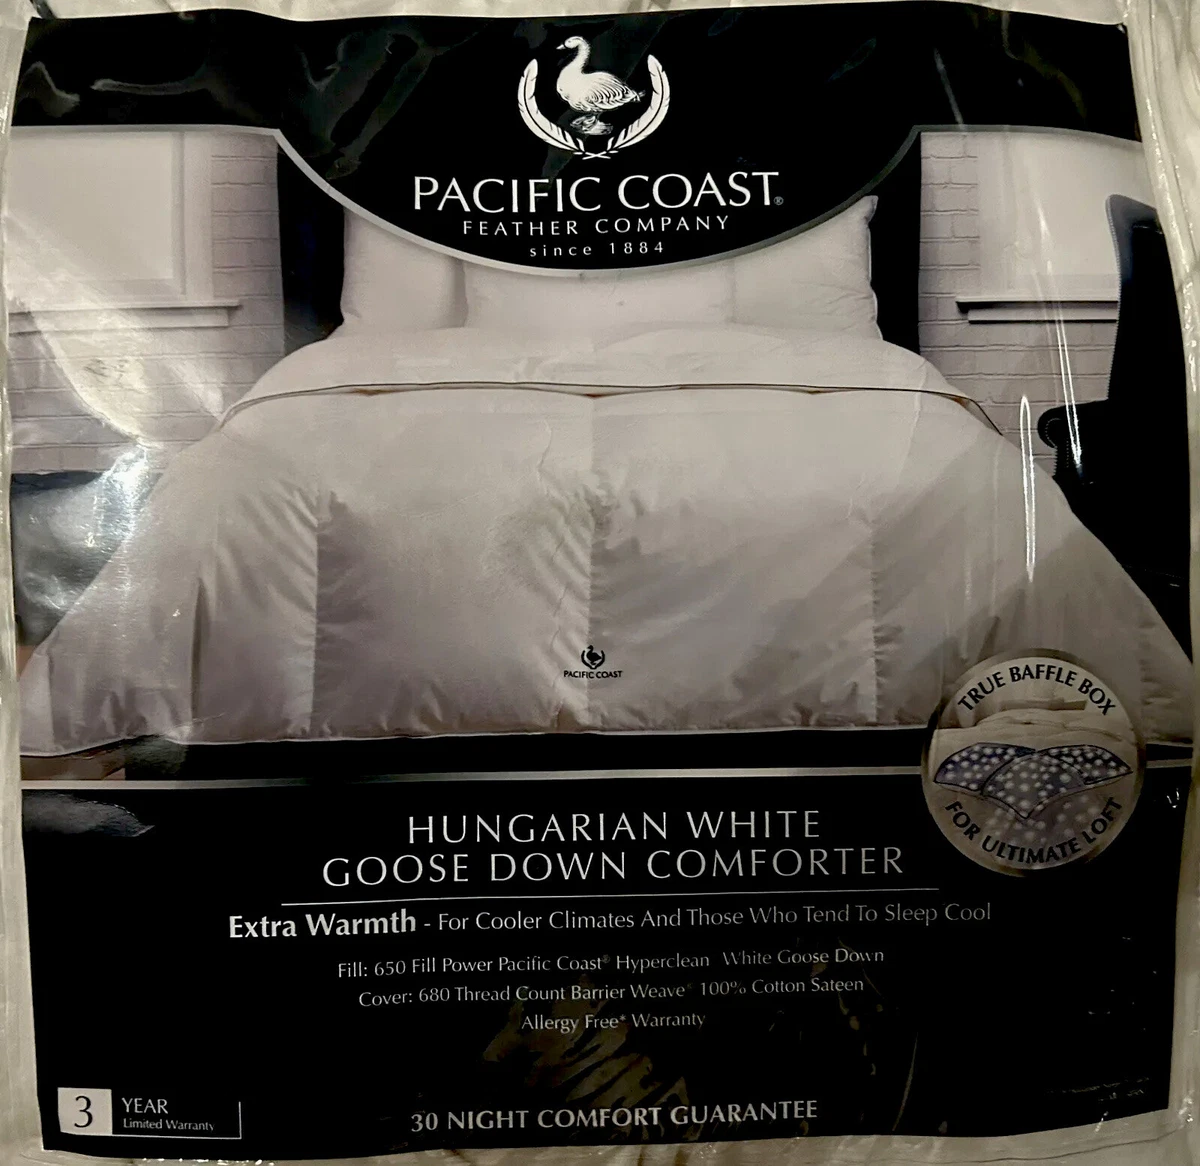 PACIFIC COAST®
FEATHER COMPANY
since 1884
PACIFIC COAST
TRUE BAFFLE BOX
FOR ULTIMATE LOFT
HUNGARIAN WHITE
GOOSE DOWN COMFORTER
Extra Warmth - For Cooler Climates And Those Who Tend To Sleep Cool
Fill: 650 Fill Power Pacific Coast® Hyperclean White Goose Down
Cover: 680 Thread Count Barrier Weave 100% Cotton Sateen
Allergy Free* Warranty
3 YEAR
Limited Warranty
30 NIGHT COMFORT GUARANTEE